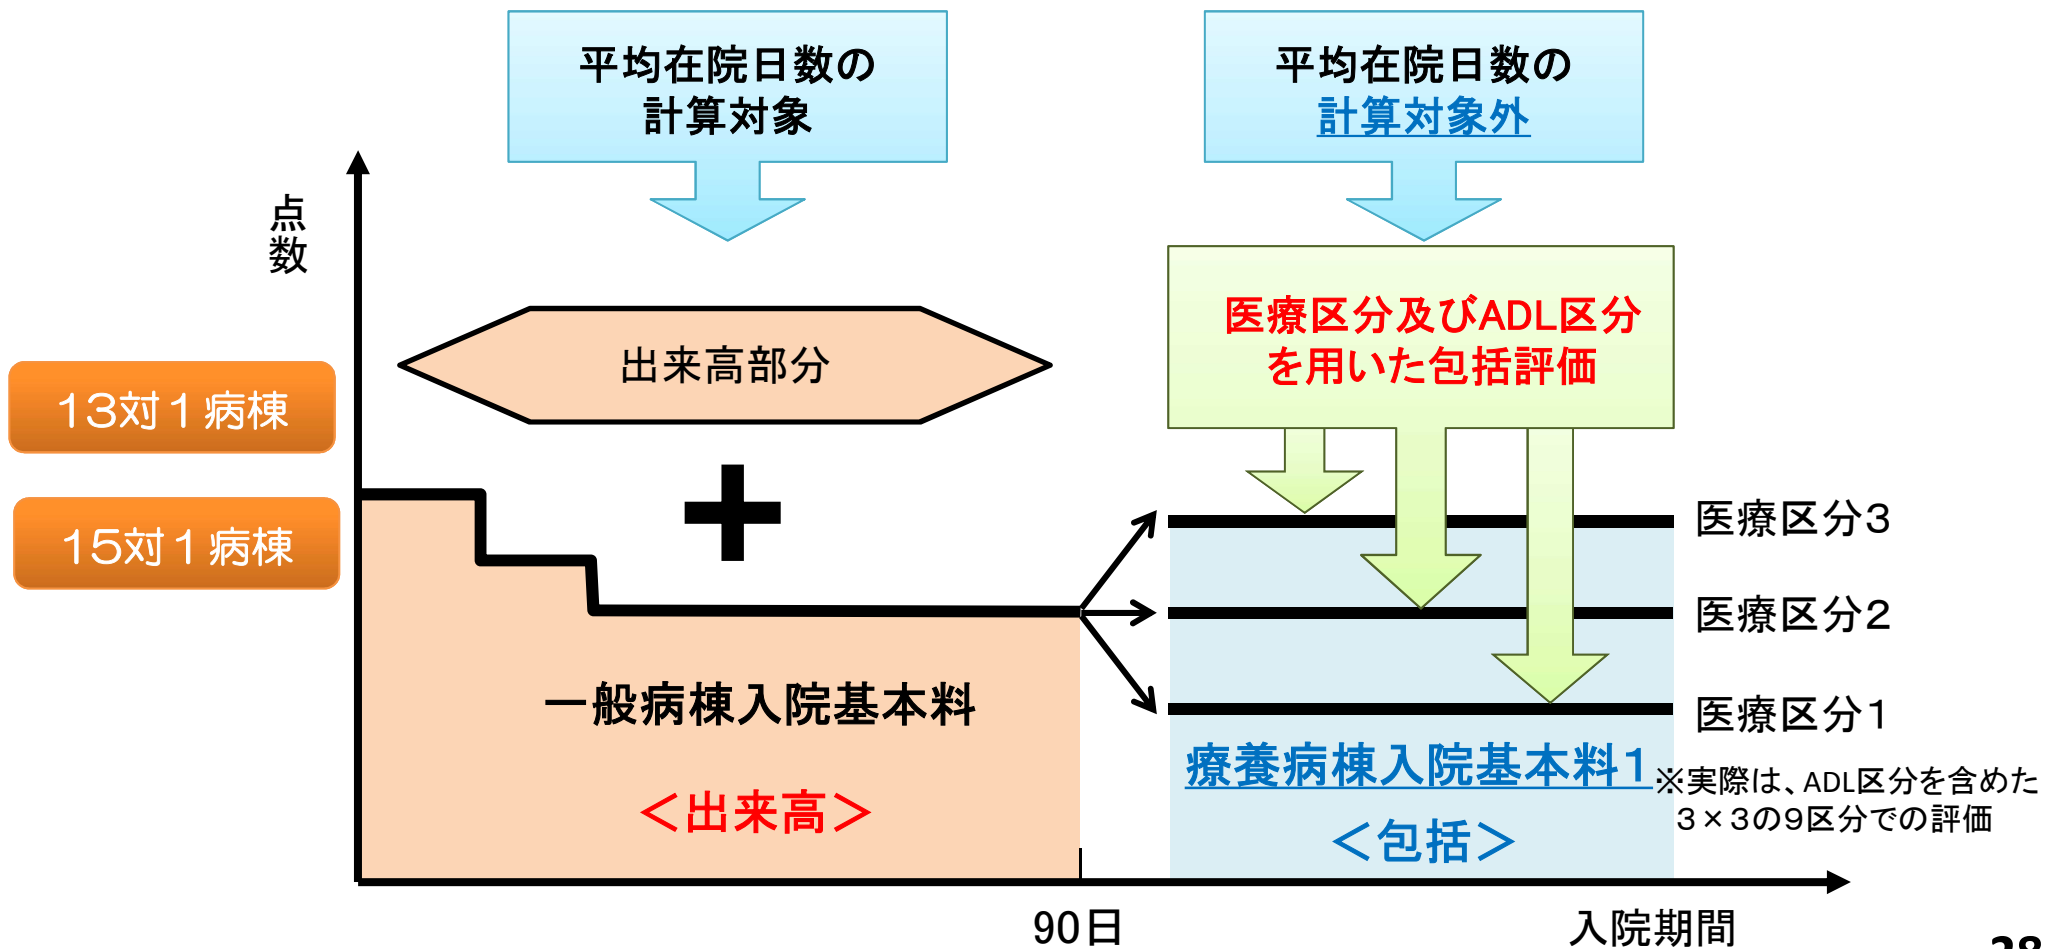 平均在院日数の
計算対象
平均在院日数の
計算対象外
点数
出来高部分
医療区分及びADL区分
を用いた包括評価
13対1病棟
15対1病棟
医療区分3
医療区分2
医療区分1
一般病棟入院基本料
<出来高>
療養病棟入院基本料1
<包括>
※実際は、ADL区分を含めた
3×3の9区分での評価
90日
入院期間
28